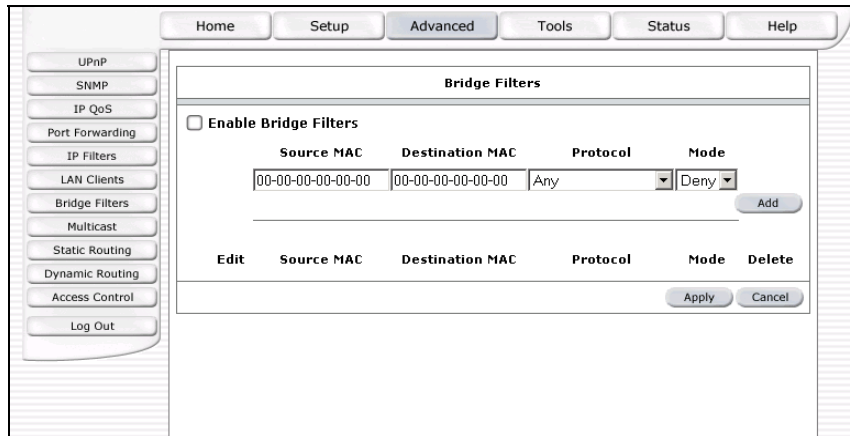 Home Setup Advanced Tools Status Help
UPnP
SNMP
IP QoS
Port Forwarding
IP Filters
LAN Clients
Bridge Filters
Multicast
Static Routing
Dynamic Routing
Access Control
Log Out
Bridge Filters
Enable Bridge Filters
Source MAC Destination MAC Protocol Mode
00-00-00-00-00-00 00-00-00-00-00-00 Any Deny
Add
Edit Source MAC Destination MAC Protocol Mode Delete
Apply Cancel